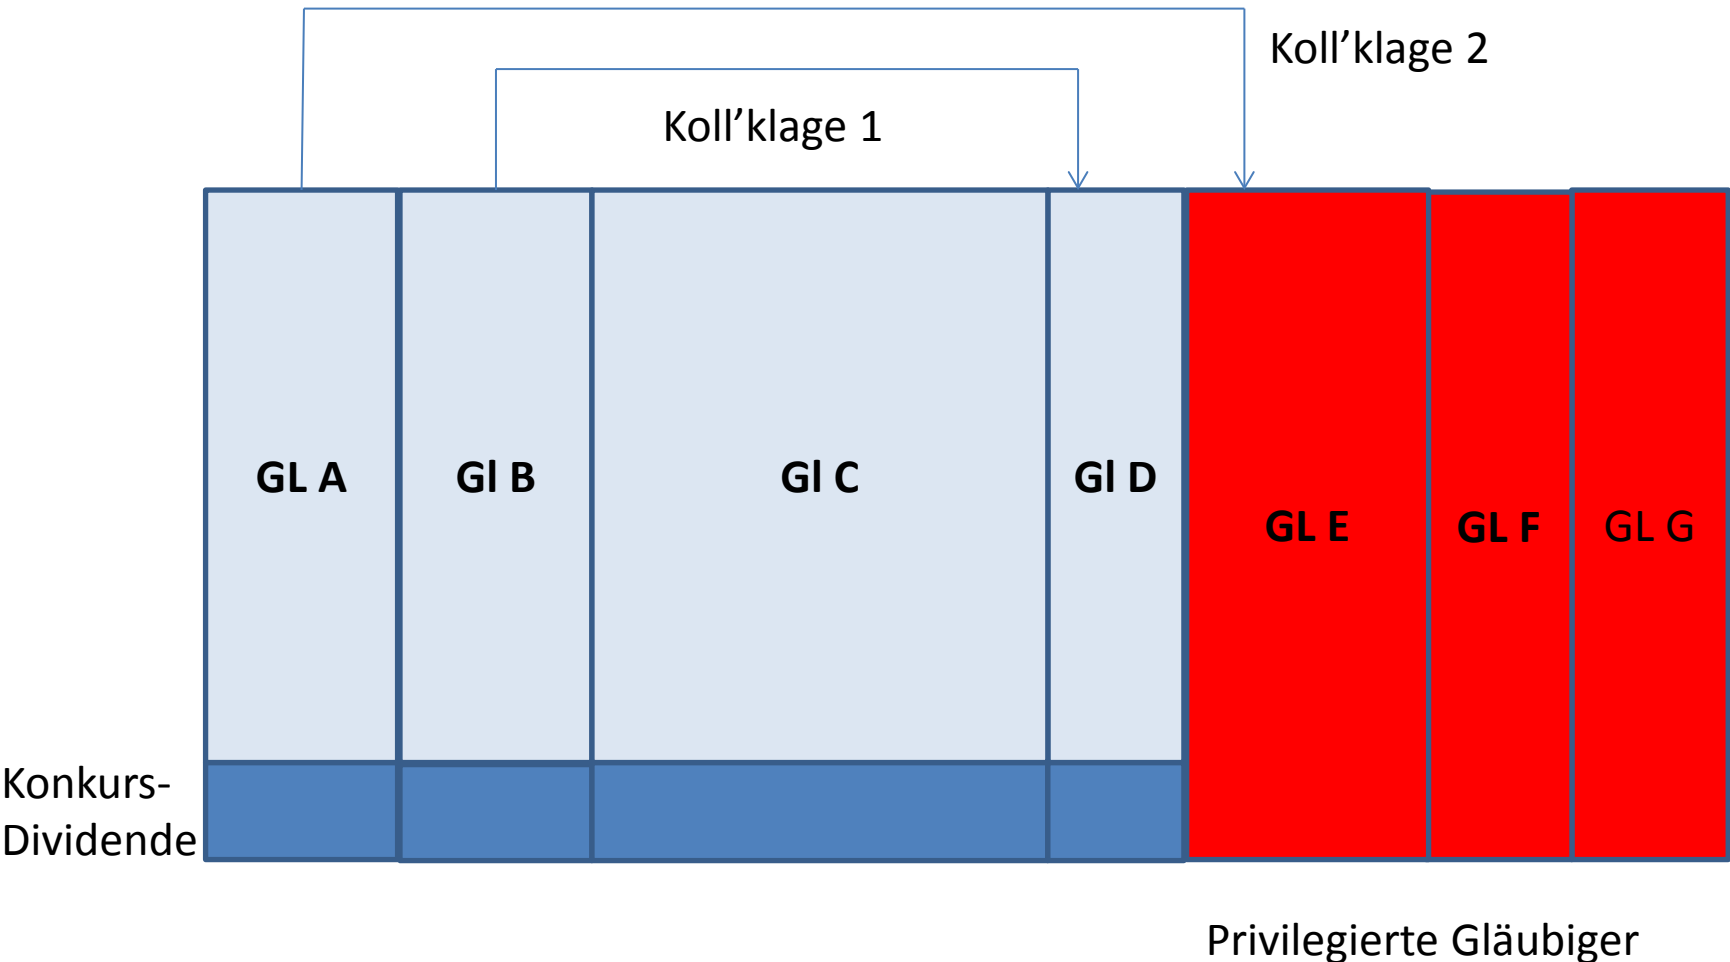 Koll’klage 2
Koll’klage 1
GL A
Gl B
Gl C
Gl D
GL E
GL F
GL G
Konkurs-
Dividende
Privilegierte Gläubiger